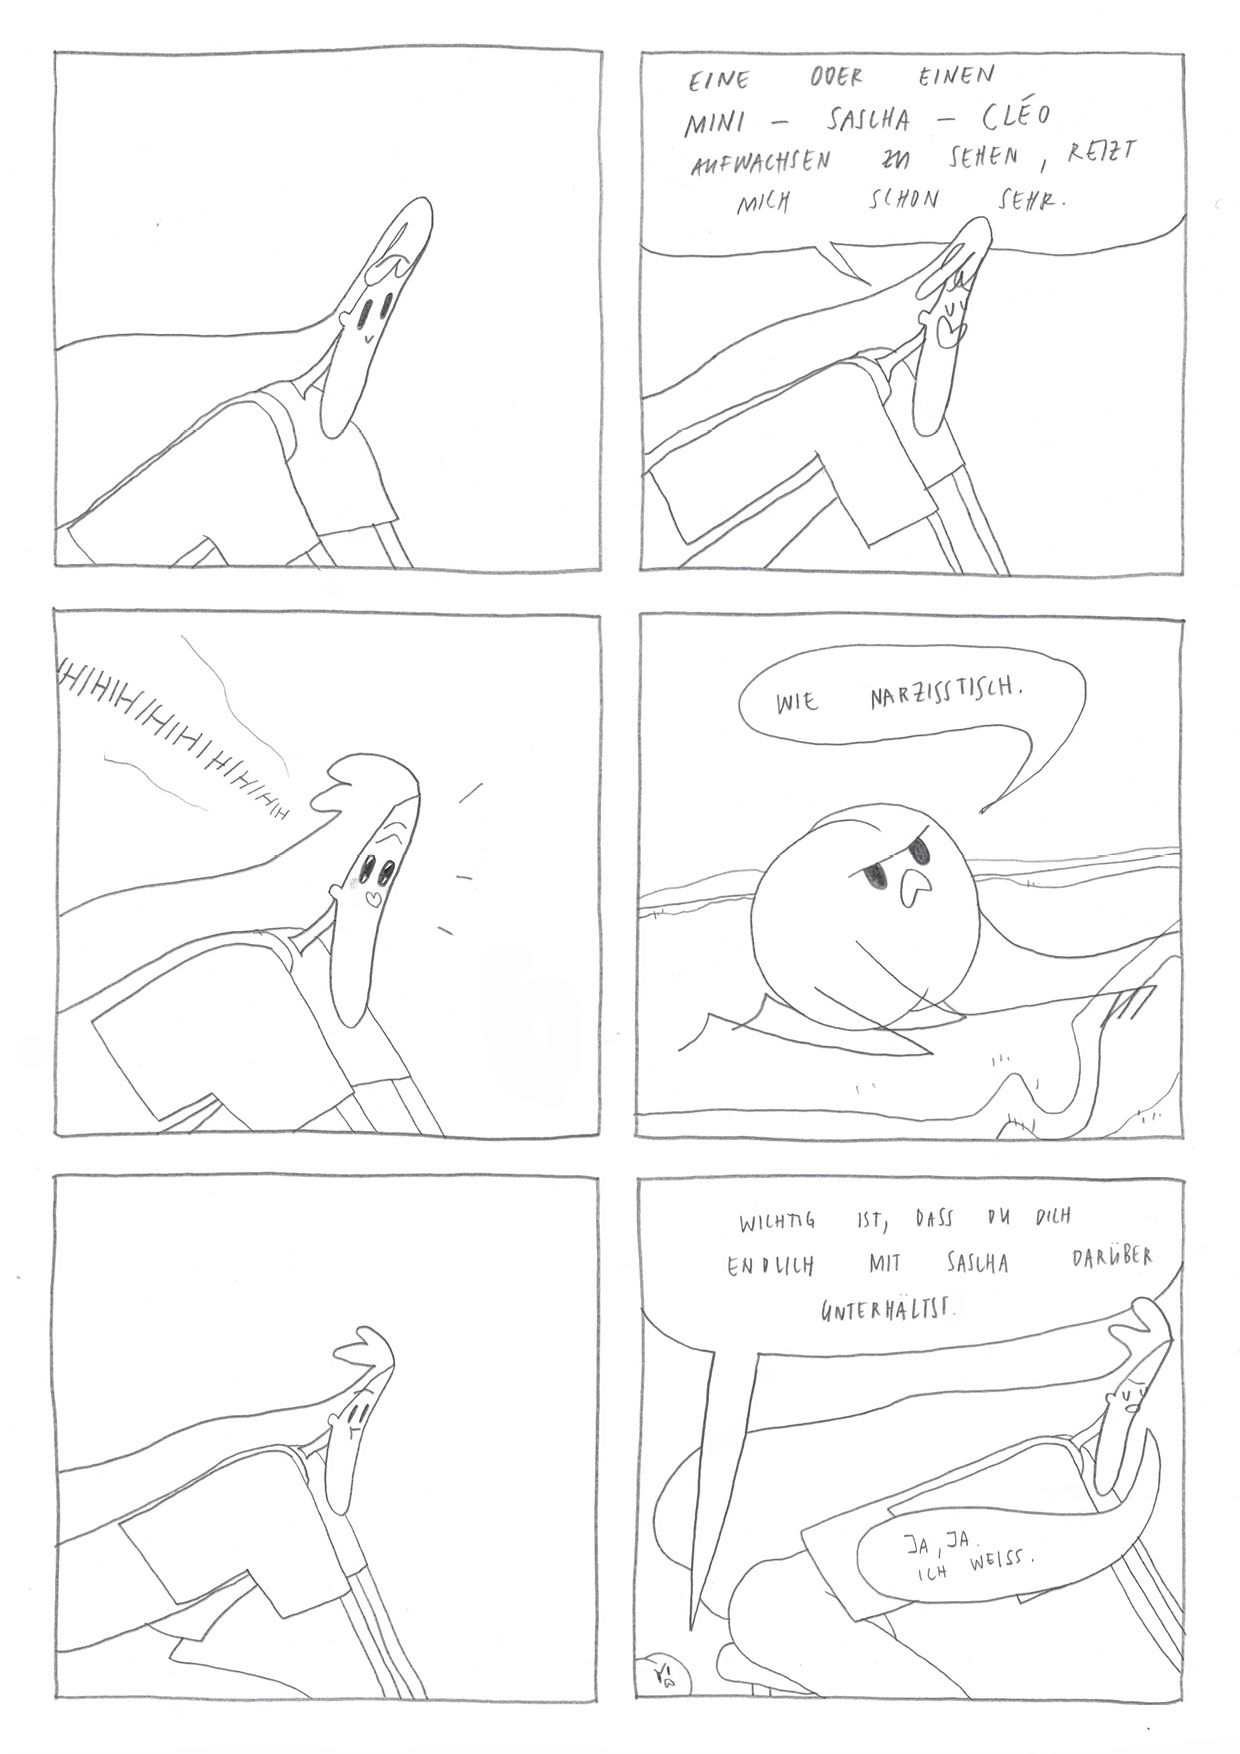 EINE ODER EINEN
MINI - SASCHA - CLÉO
AUFWACHSEN ZU SEHEN, REIZT
MICH SCHON SEHR.
HIHIHIHIHIHIHIHIHIHIH
WIE NARZISSTISCH.
WICHTIG IST, DASS DU DICH
ENDLICH MIT SASCHA DARÜBER
UNTERHÄLTST.
JA, JA.
ICH WEISS.